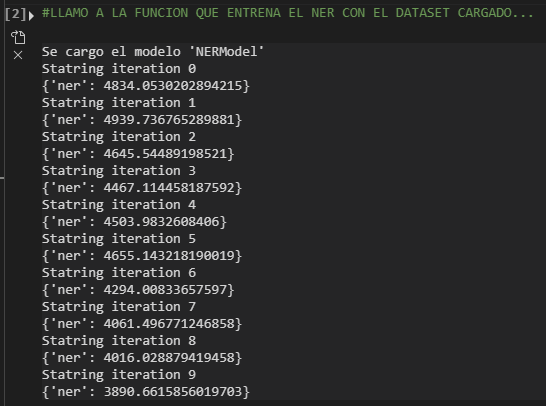 [2] #LLAMO A LA FUNCION QUE ENTRENA EL NER CON EL DATASET CARGADO...
Se cargo el modelo 'NERModel'
Statring iteration 0
{'ner': 4834.0530202894215}
Statring iteration 1
{'ner': 4939.736765289881}
Statring iteration 2
{'ner': 4645.54489198521}
Statring iteration 3
{'ner': 4467.114458187592}
Statring iteration 4
{'ner': 4503.9832608406}
Statring iteration 5
{'ner': 4655.143218190019}
Statring iteration 6
{'ner': 4294.00833657597}
Statring iteration 7
{'ner': 4061.496771246858}
Statring iteration 8
{'ner': 4016.028879419458}
Statring iteration 9
{'ner': 3890.6615856019703}